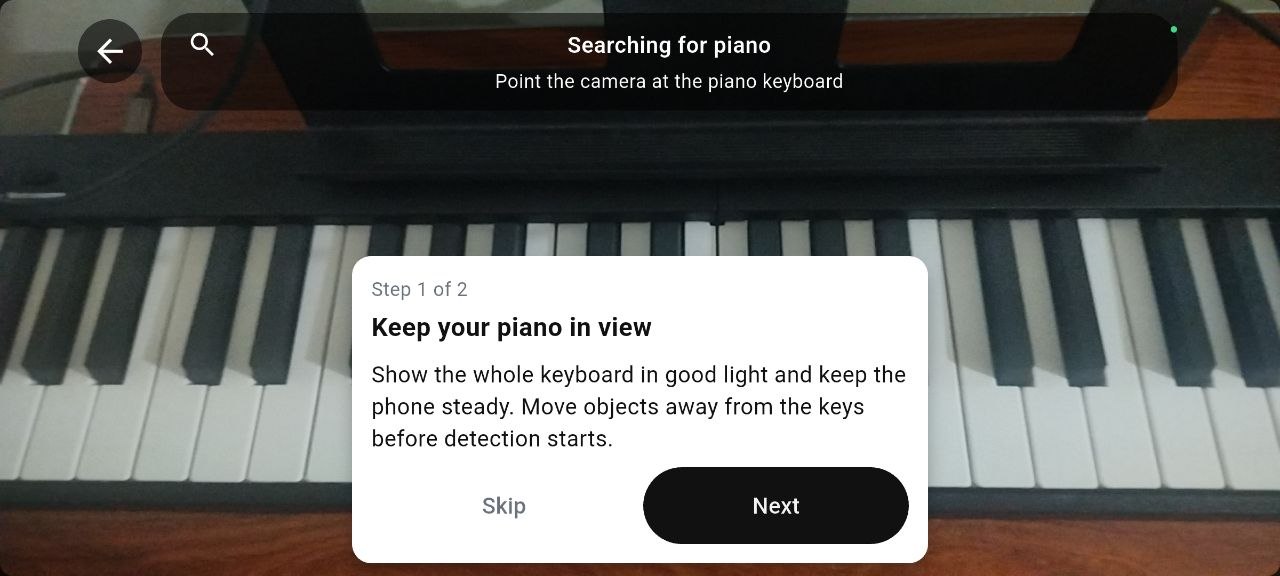 Searching for piano
Point the camera at the piano keyboard
Step 1 of 2
Keep your piano in view
Show the whole keyboard in good light and keep the
phone steady. Move objects away from the keys
before detection starts.
Skip
Next